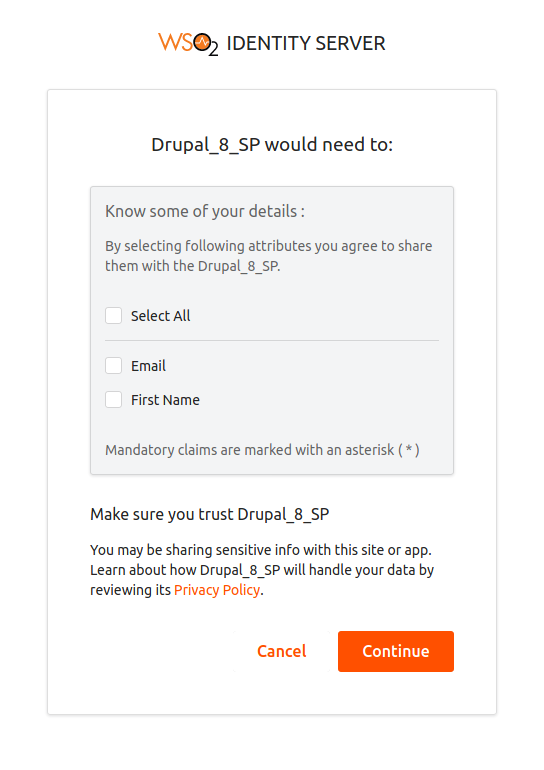 WSO2 IDENTITY SERVER
Drupal_8_SP would need to:
Know some of your details :
By selecting following attributes you agree to share
them with the Drupal_8_SP.
Select All
Email
First Name
Mandatory claims are marked with an asterisk ( * )
Make sure you trust Drupal_8_SP
You may be sharing sensitive info with this site or app.
Learn about how Drupal_8_SP will handle your data by
reviewing its Privacy Policy.
Cancel
Continue